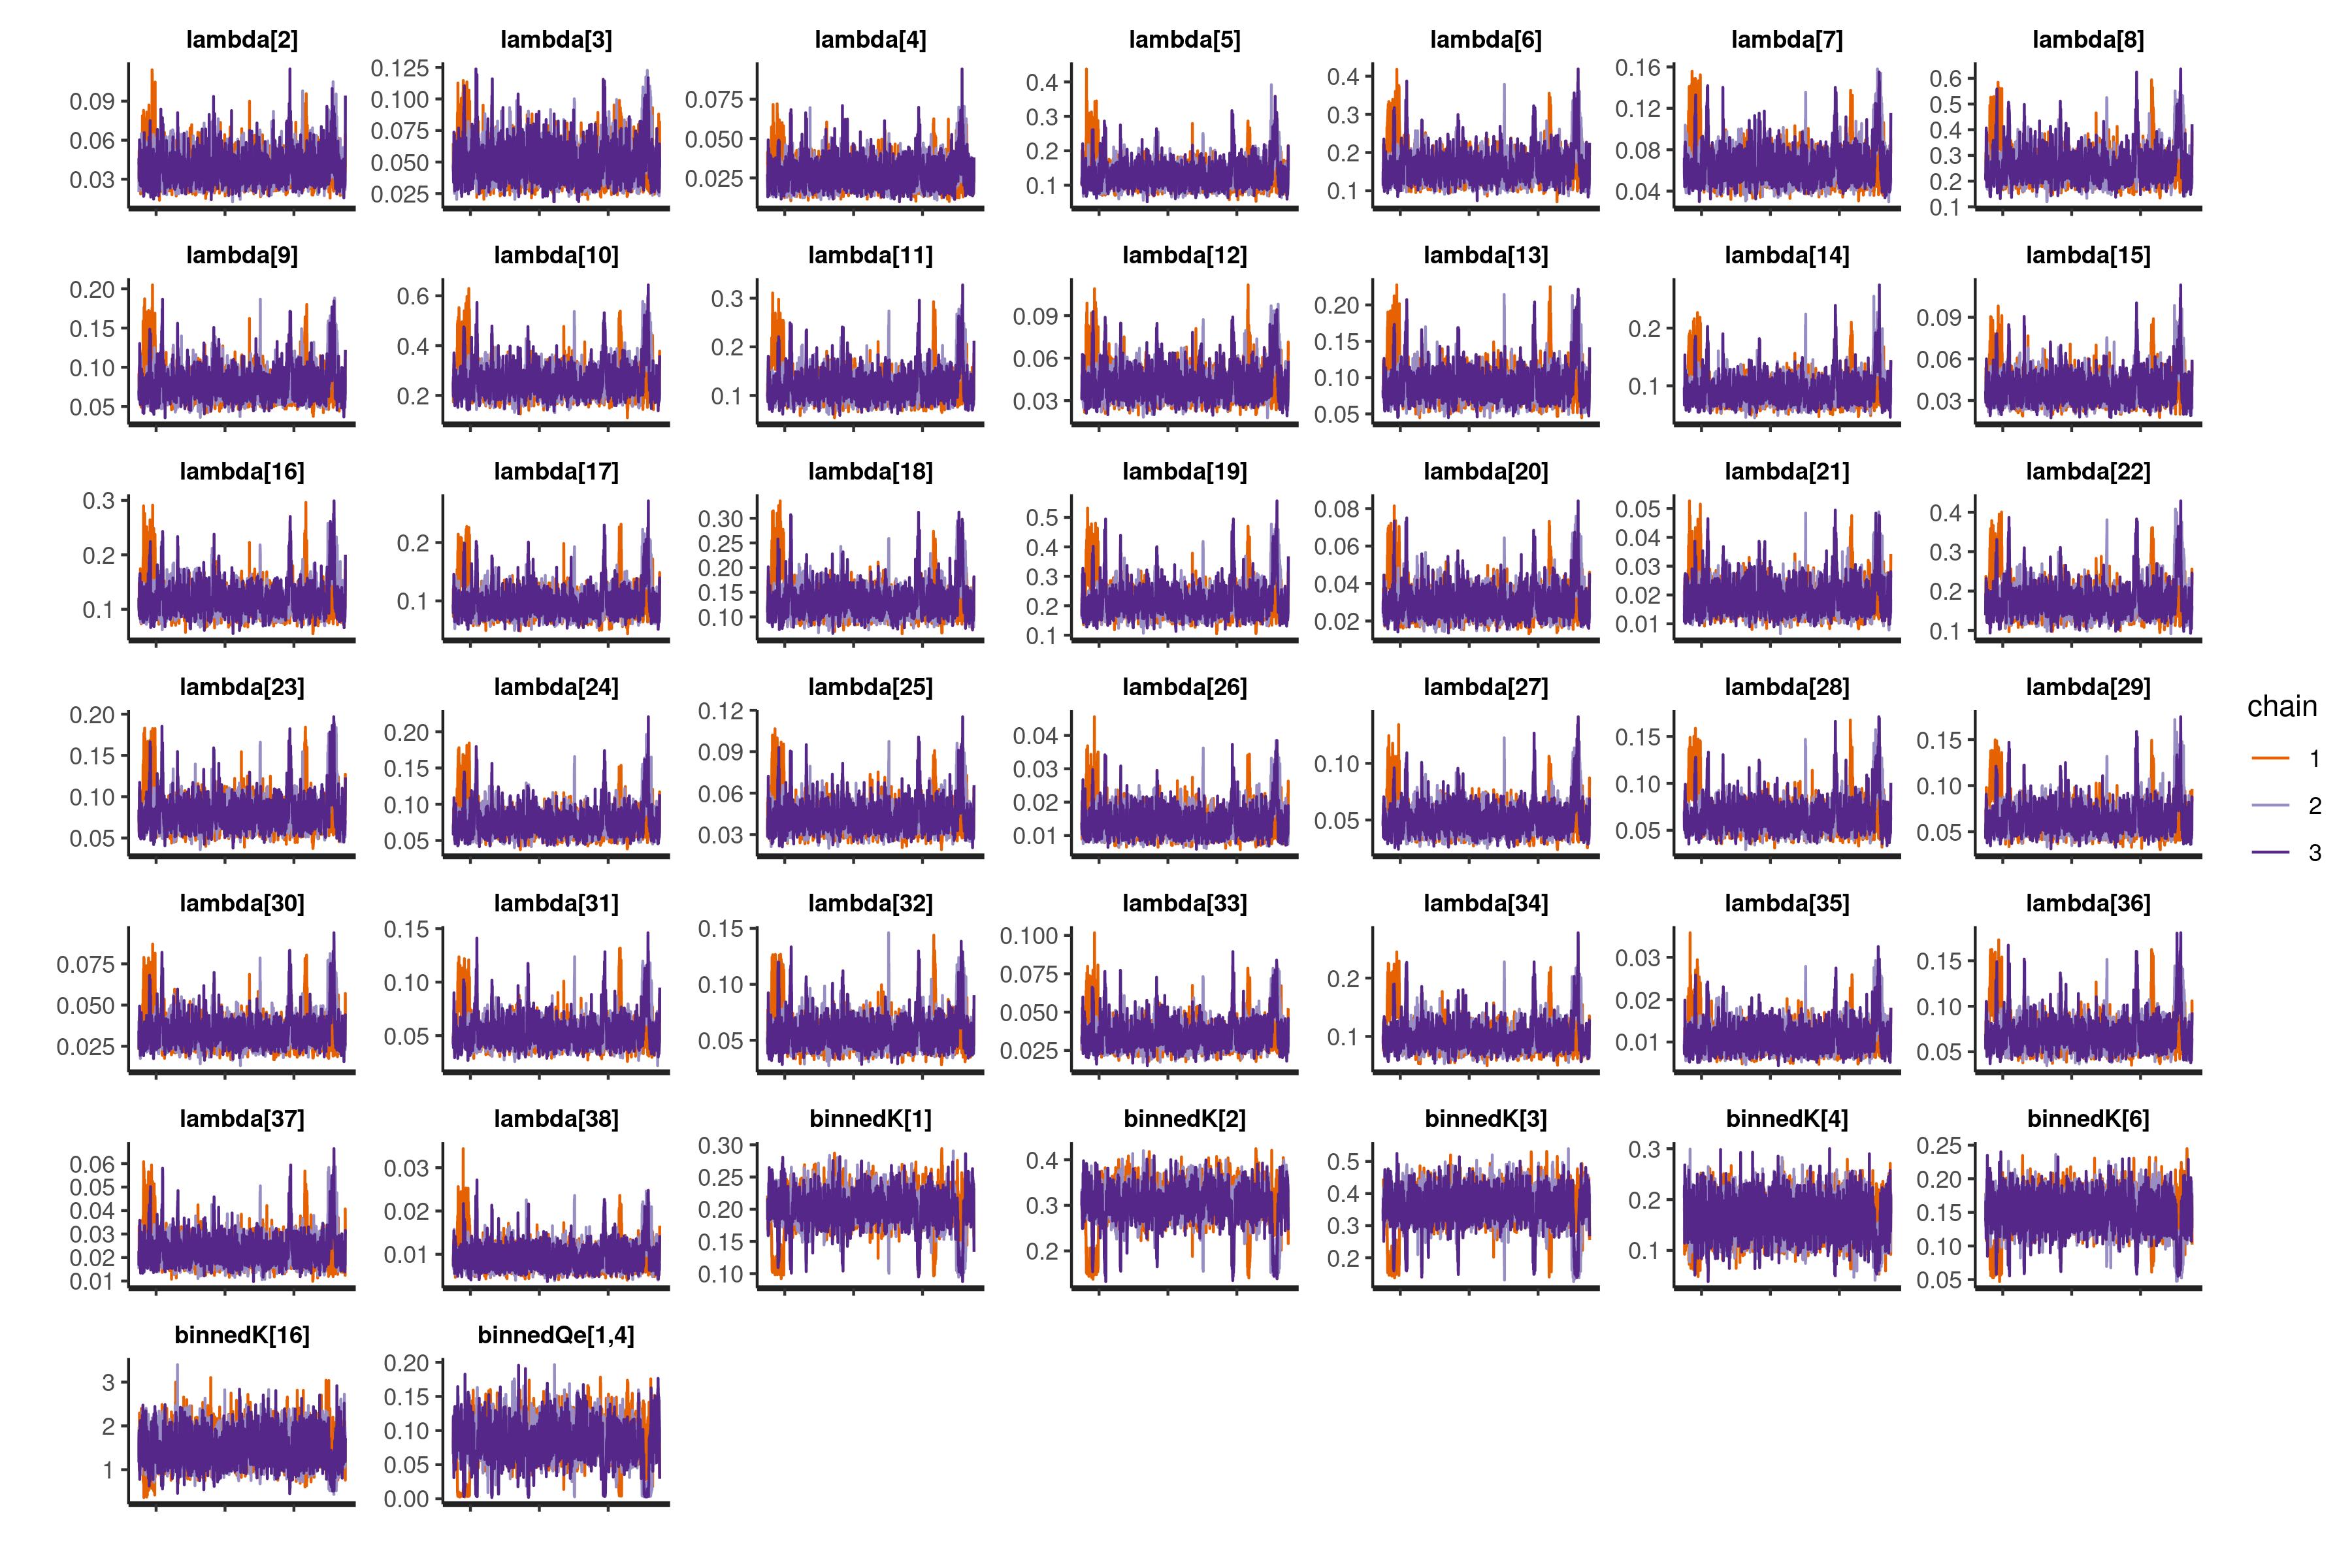 lambda[2] lambda[3] lambda[4] lambda[5] lambda[6] lambda[7] lambda[8]
0.09 0.06 0.03
0.125 0.100 0.075 0.050 0.025
0.075 0.050 0.025
0.4 0.3 0.2 0.1
0.4 0.3 0.2 0.1
0.16 0.12 0.08 0.04
0.6 0.5 0.4 0.3 0.2 0.1
lambda[9] lambda[10] lambda[11] lambda[12] lambda[13] lambda[14] lambda[15]
0.20 0.15 0.10 0.05
0.6 0.4 0.2
0.3 0.2 0.1
0.09 0.06 0.03
0.20 0.15 0.10 0.05
0.2 0.1
0.09 0.06 0.03
lambda[16] lambda[17] lambda[18] lambda[19] lambda[20] lambda[21] lambda[22]
0.3 0.2 0.1
0.2 0.1
0.30 0.25 0.20 0.15 0.10
0.5 0.4 0.3 0.2 0.1
0.08 0.06 0.04 0.02
0.05 0.04 0.03 0.02 0.01
0.4 0.3 0.2 0.1
lambda[23] lambda[24] lambda[25] lambda[26] lambda[27] lambda[28] lambda[29]
0.20 0.15 0.10 0.05
0.20 0.15 0.10 0.05
0.12 0.09 0.06 0.03
0.04 0.03 0.02 0.01
0.10 0.05
0.15 0.10 0.05
0.15 0.10 0.05
lambda[30] lambda[31] lambda[32] lambda[33] lambda[34] lambda[35] lambda[36]
0.075 0.050 0.025
0.15 0.10 0.05
0.15 0.10 0.05
0.100 0.075 0.050 0.025
0.2 0.1
0.03 0.02 0.01
0.15 0.10 0.05
lambda[37] lambda[38] binnedK[1] binnedK[2] binnedK[3] binnedK[4] binnedK[6]
0.06 0.05 0.04 0.03 0.02 0.01
0.03 0.02 0.01
0.30 0.25 0.20 0.15 0.10
0.4 0.3 0.2
0.5 0.4 0.3 0.2
0.3 0.2 0.1
0.25 0.20 0.15 0.10 0.05
binnedK[16] binnedQe[1,4]
3 2 1
0.20 0.15 0.10 0.05 0.00
chain
1
2
3